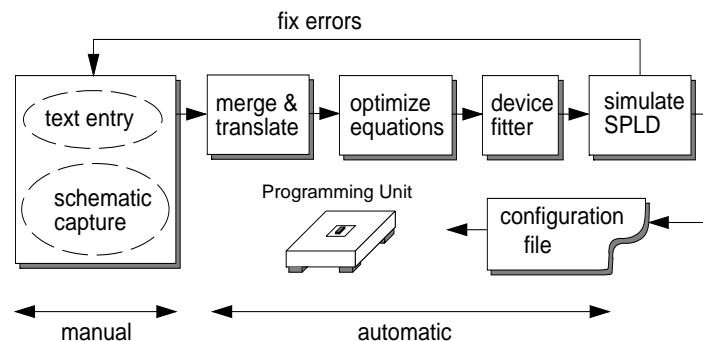 fix errors
text entry
schematic
capture
merge &
translate
optimize
equations
device
fitter
simulate
SPLD
Programming Unit
configuration
file
manual
automatic